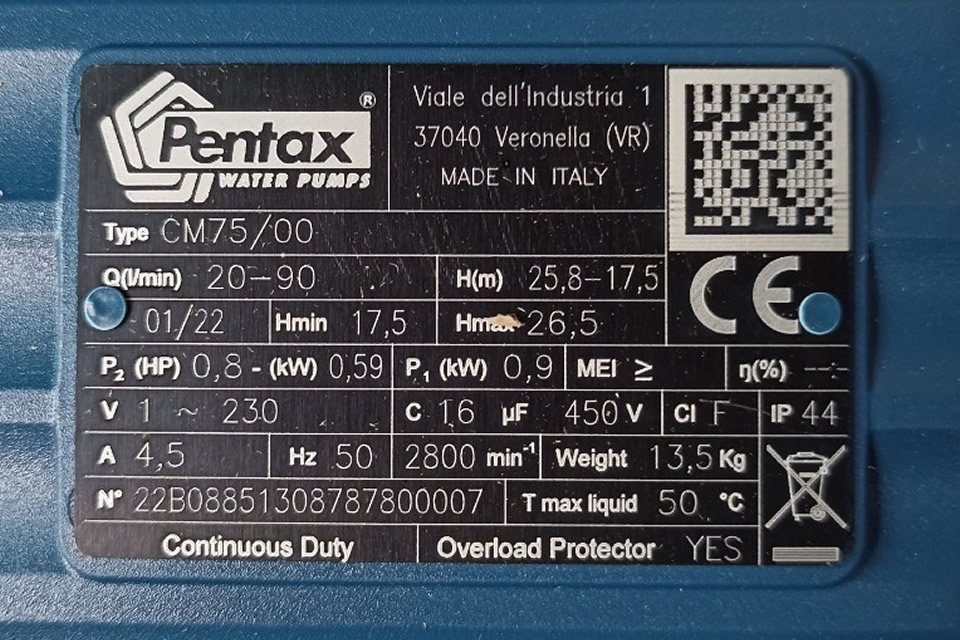 Pentax ®
WATER PUMPS
Viale dell'Industria 1
37040 Veronella (VR)
MADE IN ITALY
Type CM75/00
Q(l/min) 20-90 H(m) 25,8-17,5
01/22 Hmin 17,5 Hmax 26,5
CE
P₂ (HP) 0,8 - (kW) 0,59 P₁ (kW) 0,9 MEI ≥ η(%) ---
V 1 ~ 230 C 16 µF 450 V Cl F IP 44
A 4,5 Hz 50 2800 min⁻¹ Weight 13,5 Kg
N° 22B08851308787800007 T max liquid 50 °C
Continuous Duty Overload Protector YES